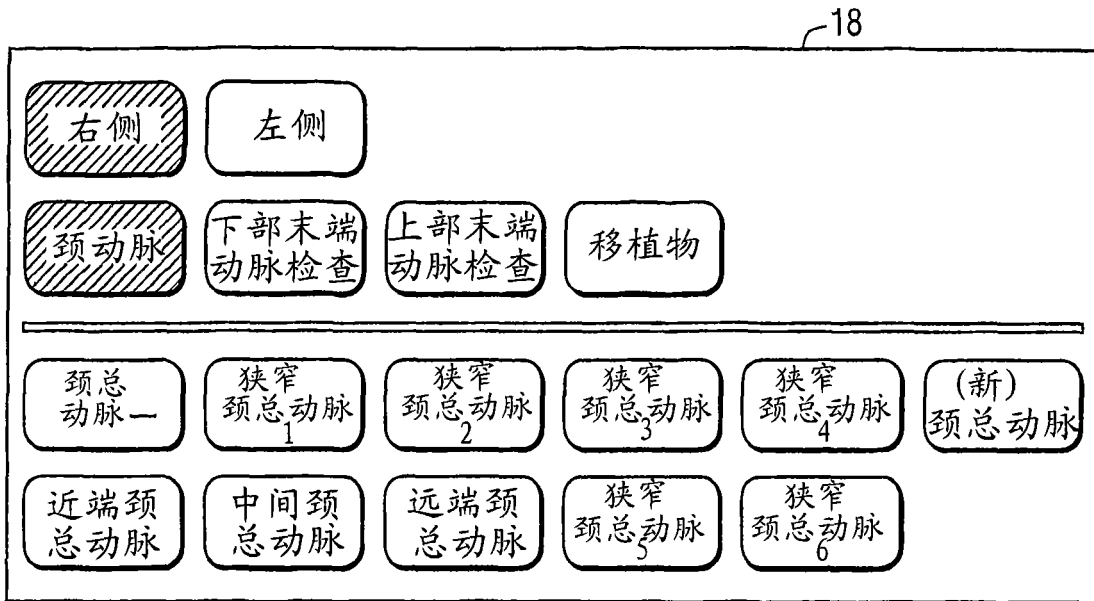 18
右侧 左侧
颈动脉 下部末端 上部末端 移植物
动脉检查 动脉检查
颈总 狭窄 狭窄 狭窄 狭窄 (新)
动脉一 颈总动脉 颈总动脉 颈总动脉 颈总动脉 颈总动脉
1 2 3 4
近端颈 中间颈 远端颈 狭窄 狭窄
总动脉 总动脉 总动脉 颈总动脉 颈总动脉
5 6